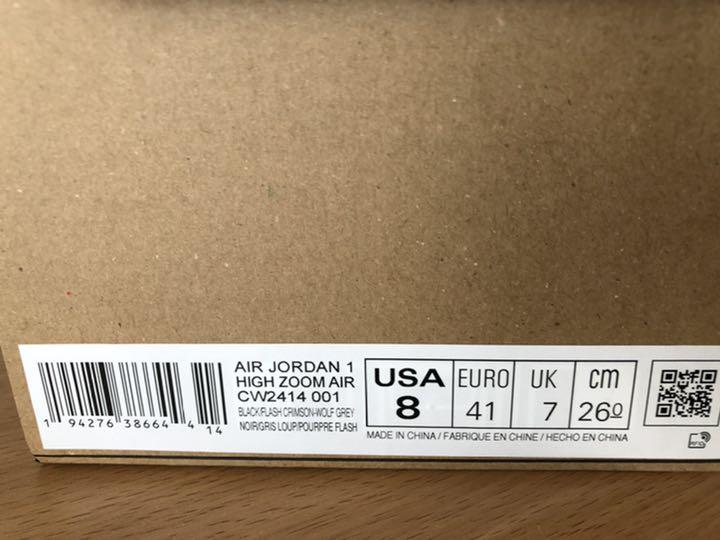 AIR JORDAN 1
HIGH ZOOM AIR
CW2414 001
BLACK/FLASH CRIMSON-WOLF GREY
NOIR/GRIS LOUP/POURPRE FLASH
1 94276 38664 4 14
USA 8
EURO 41
UK 7
cm 26.0
MADE IN CHINA / FABRIQUE EN CHINE / HECHO EN CHINA